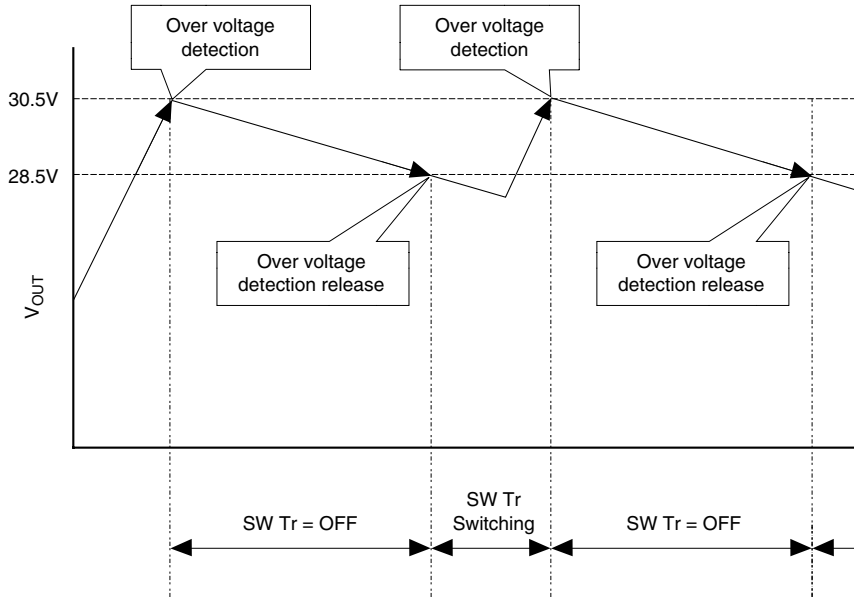 Over voltage
detection
Over voltage
detection
30.5V
28.5V
Over voltage
detection release
Over voltage
detection release
VOUT
SW Tr = OFF
SW Tr
Switching
SW Tr = OFF